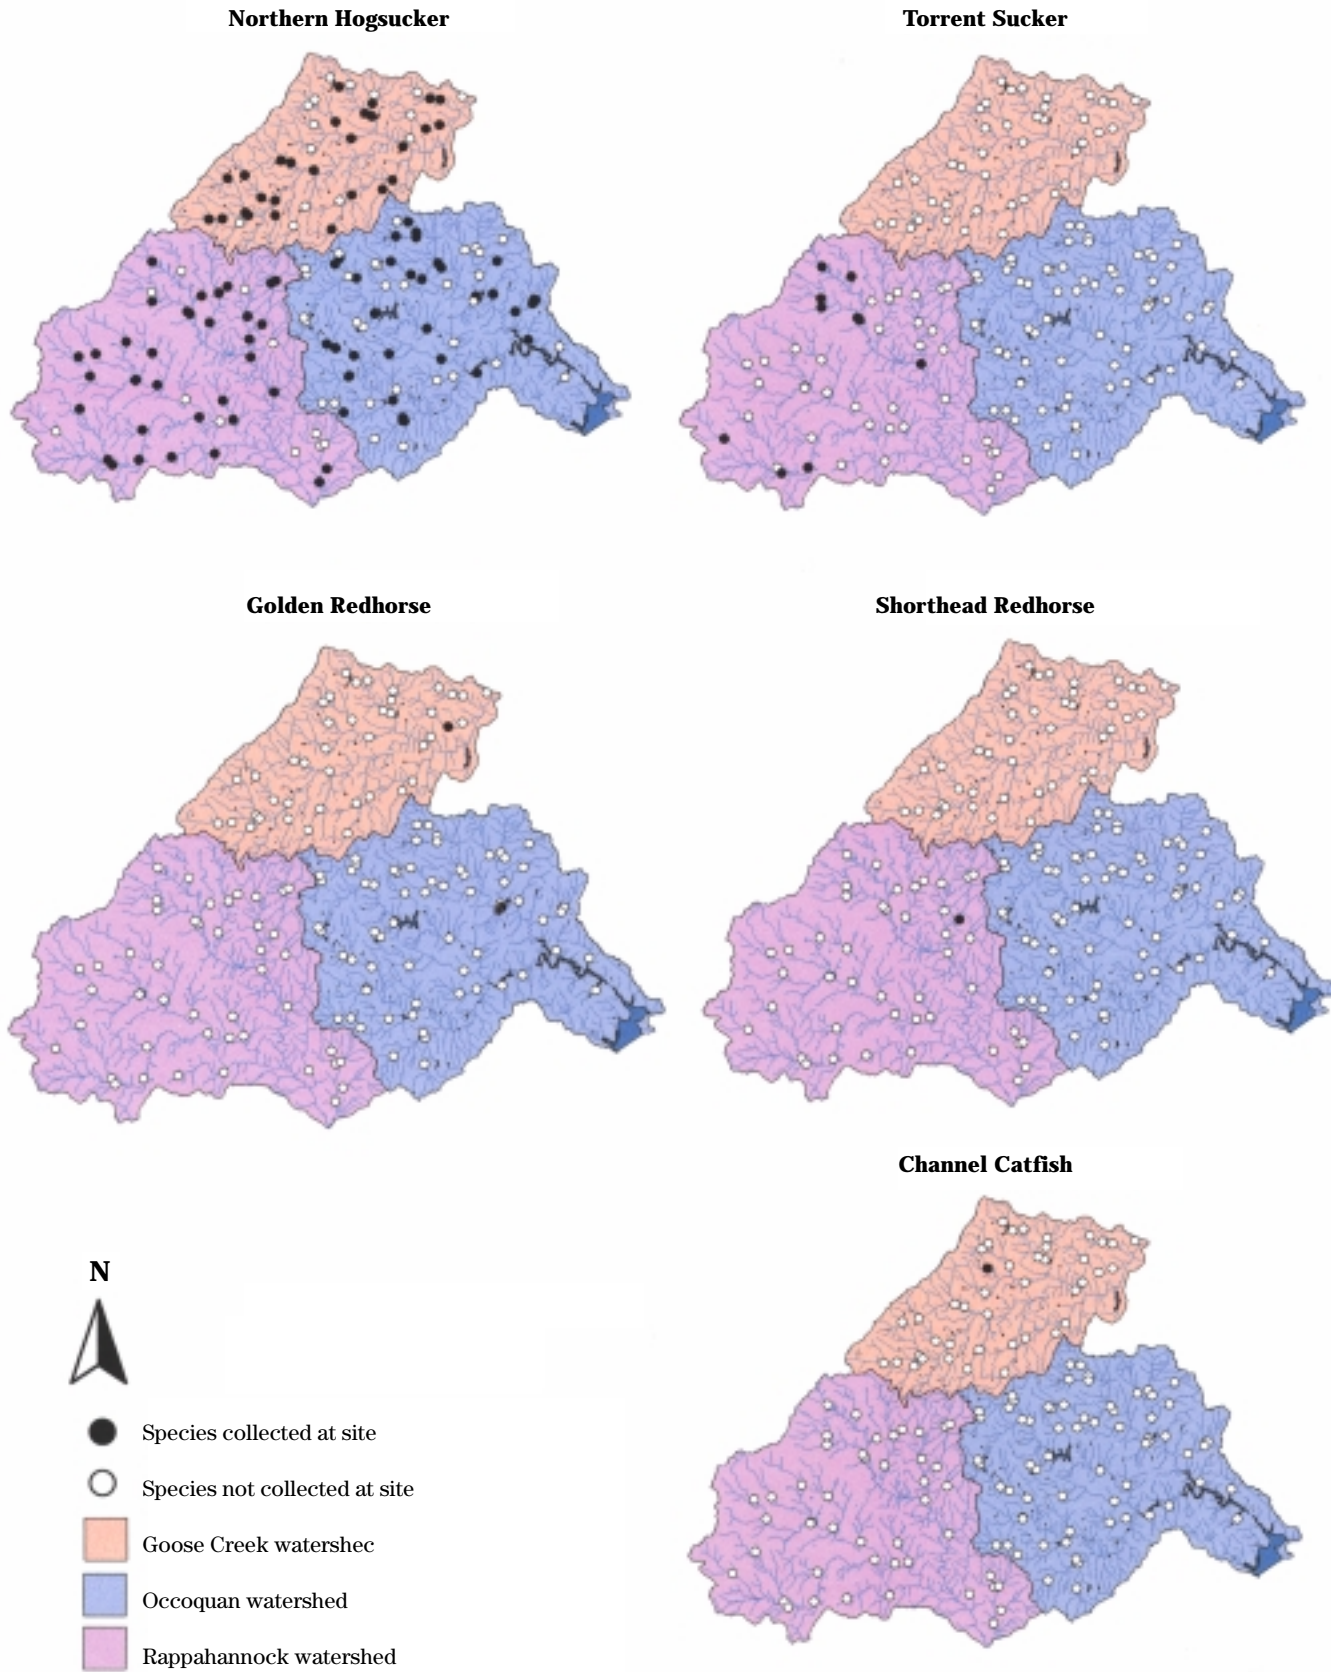 Northern Hogsucker
Torrent Sucker
Golden Redhorse
Shorthead Redhorse
Channel Catfish
N
Species collected at site
Species not collected at site
Goose Creek watershec
Occoquan watershed
Rappahannock watershed